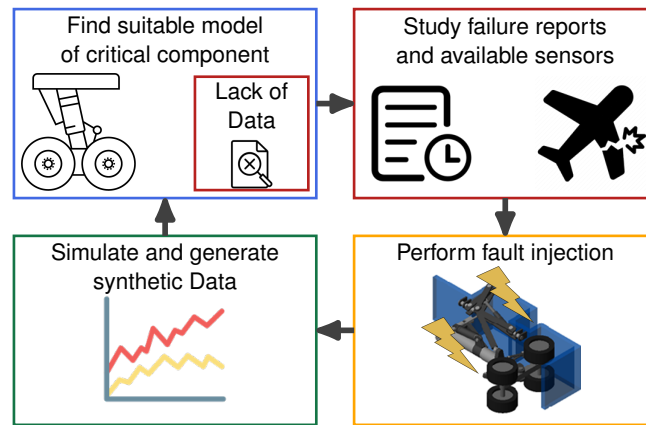 Find suitable model
of critical component
Lack of
Data
Study failure reports
and available sensors
Perform fault injection
Simulate and generate
synthetic Data